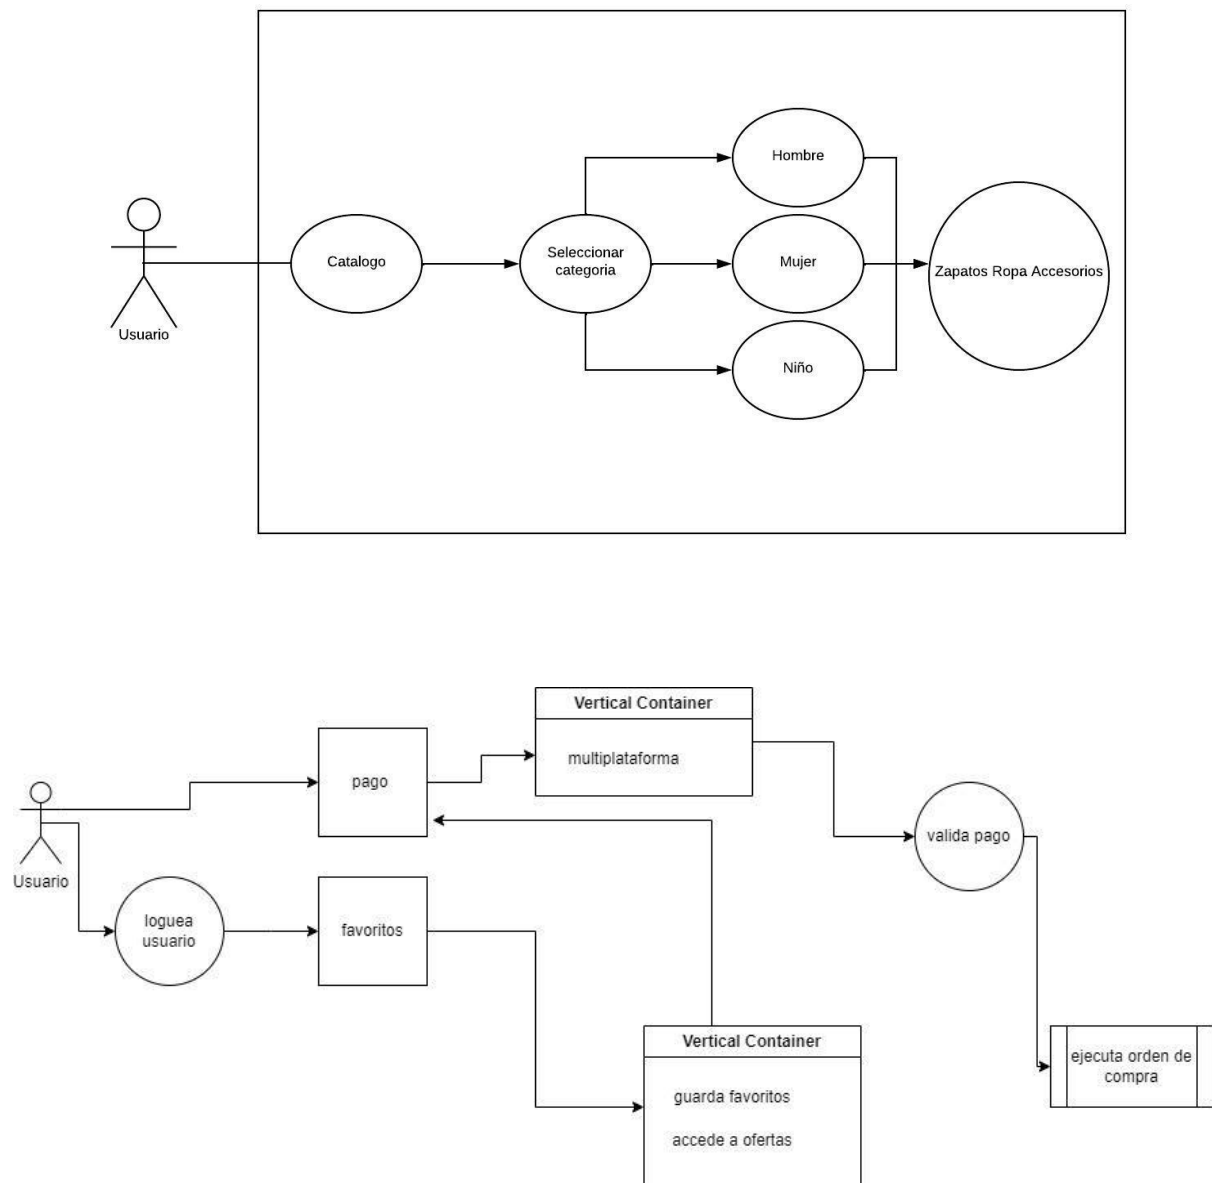 Hombre
Seleccionar
categoria
Catalogo
Mujer
Zapatos Ropa Accesorios
Usuario
Niño
Vertical Container
multiplataforma
pago
valida pago
Usuario
loguea
usuario
favoritos
Vertical Container
guarda favoritos
accede a ofertas
ejecuta orden de
compra